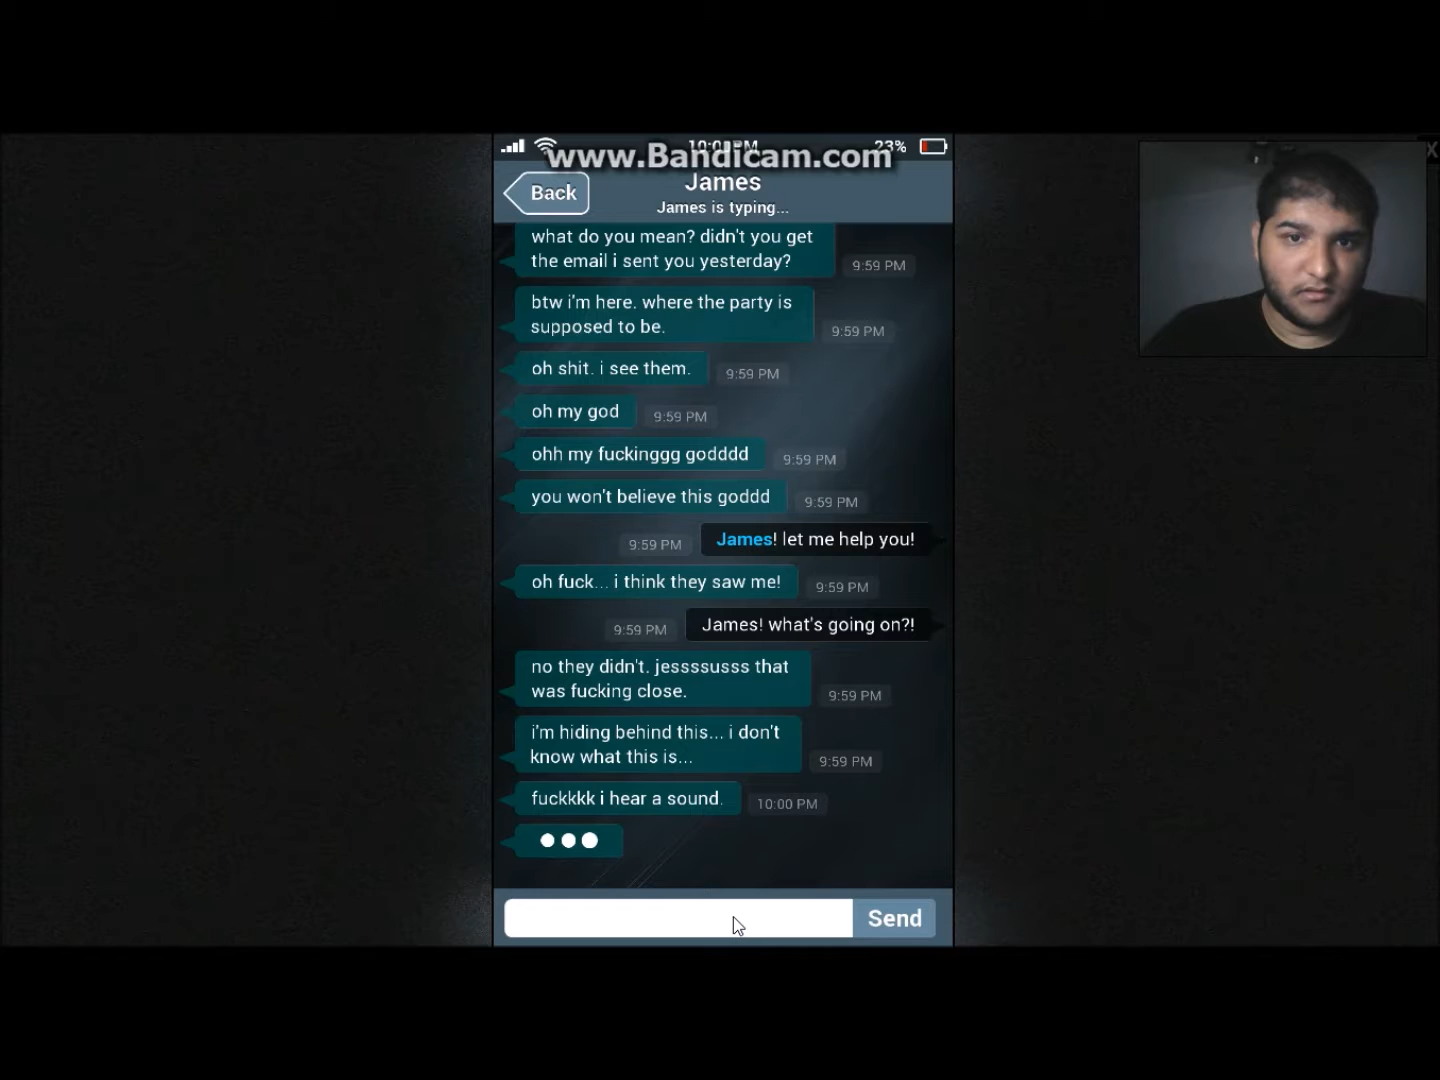 10:00 PM
23%
www.Bandicam.com
Back
James
James is typing...
what do you mean? didn't you get
the email i sent you yesterday?
9:59 PM
btw i'm here. where the party is
supposed to be.
9:59 PM
oh shit. i see them.
9:59 PM
oh my god
9:59 PM
ohh my fuckinggg godddd
9:59 PM
you won't believe this goddd
9:59 PM
9:59 PM
James! let me help you!
oh fuck... i think they saw me!
9:59 PM
9:59 PM
James! what's going on?!
no they didn't. jessssusss that
was fucking close.
9:59 PM
i'm hiding behind this... i don't
know what this is...
9:59 PM
fuckkkk i hear a sound.
10:00 PM
Send
X